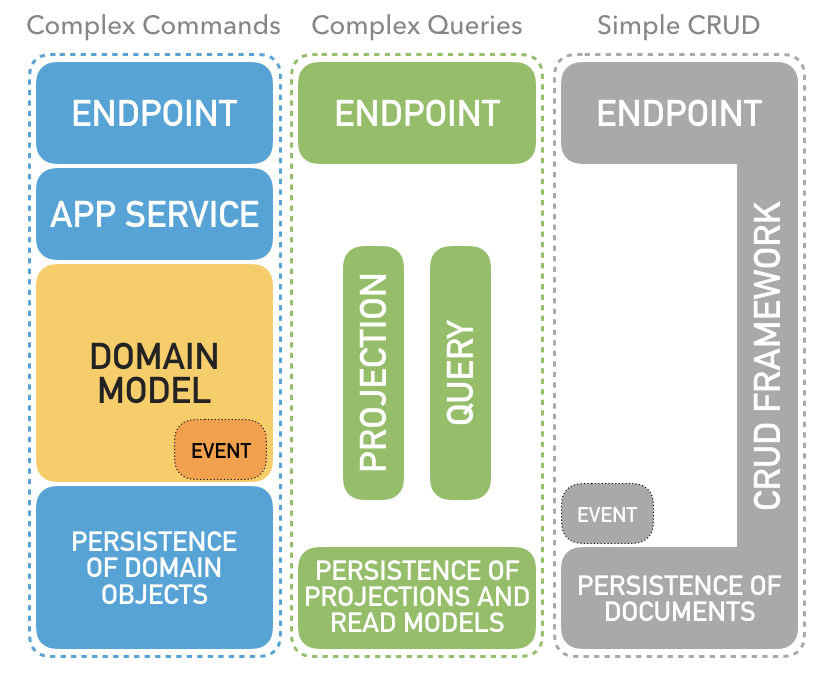 Complex Commands
Complex Queries
Simple CRUD
ENDPOINT
APP SERVICE
DOMAIN
MODEL
EVENT
PERSISTENCE
OF DOMAIN
OBJECTS
ENDPOINT
PROJECTION
QUERY
PERSISTENCE OF
PROJECTIONS AND
READ MODELS
ENDPOINT
CRUD FRAMEWORK
EVENT
PERSISTENCE OF
DOCUMENTS